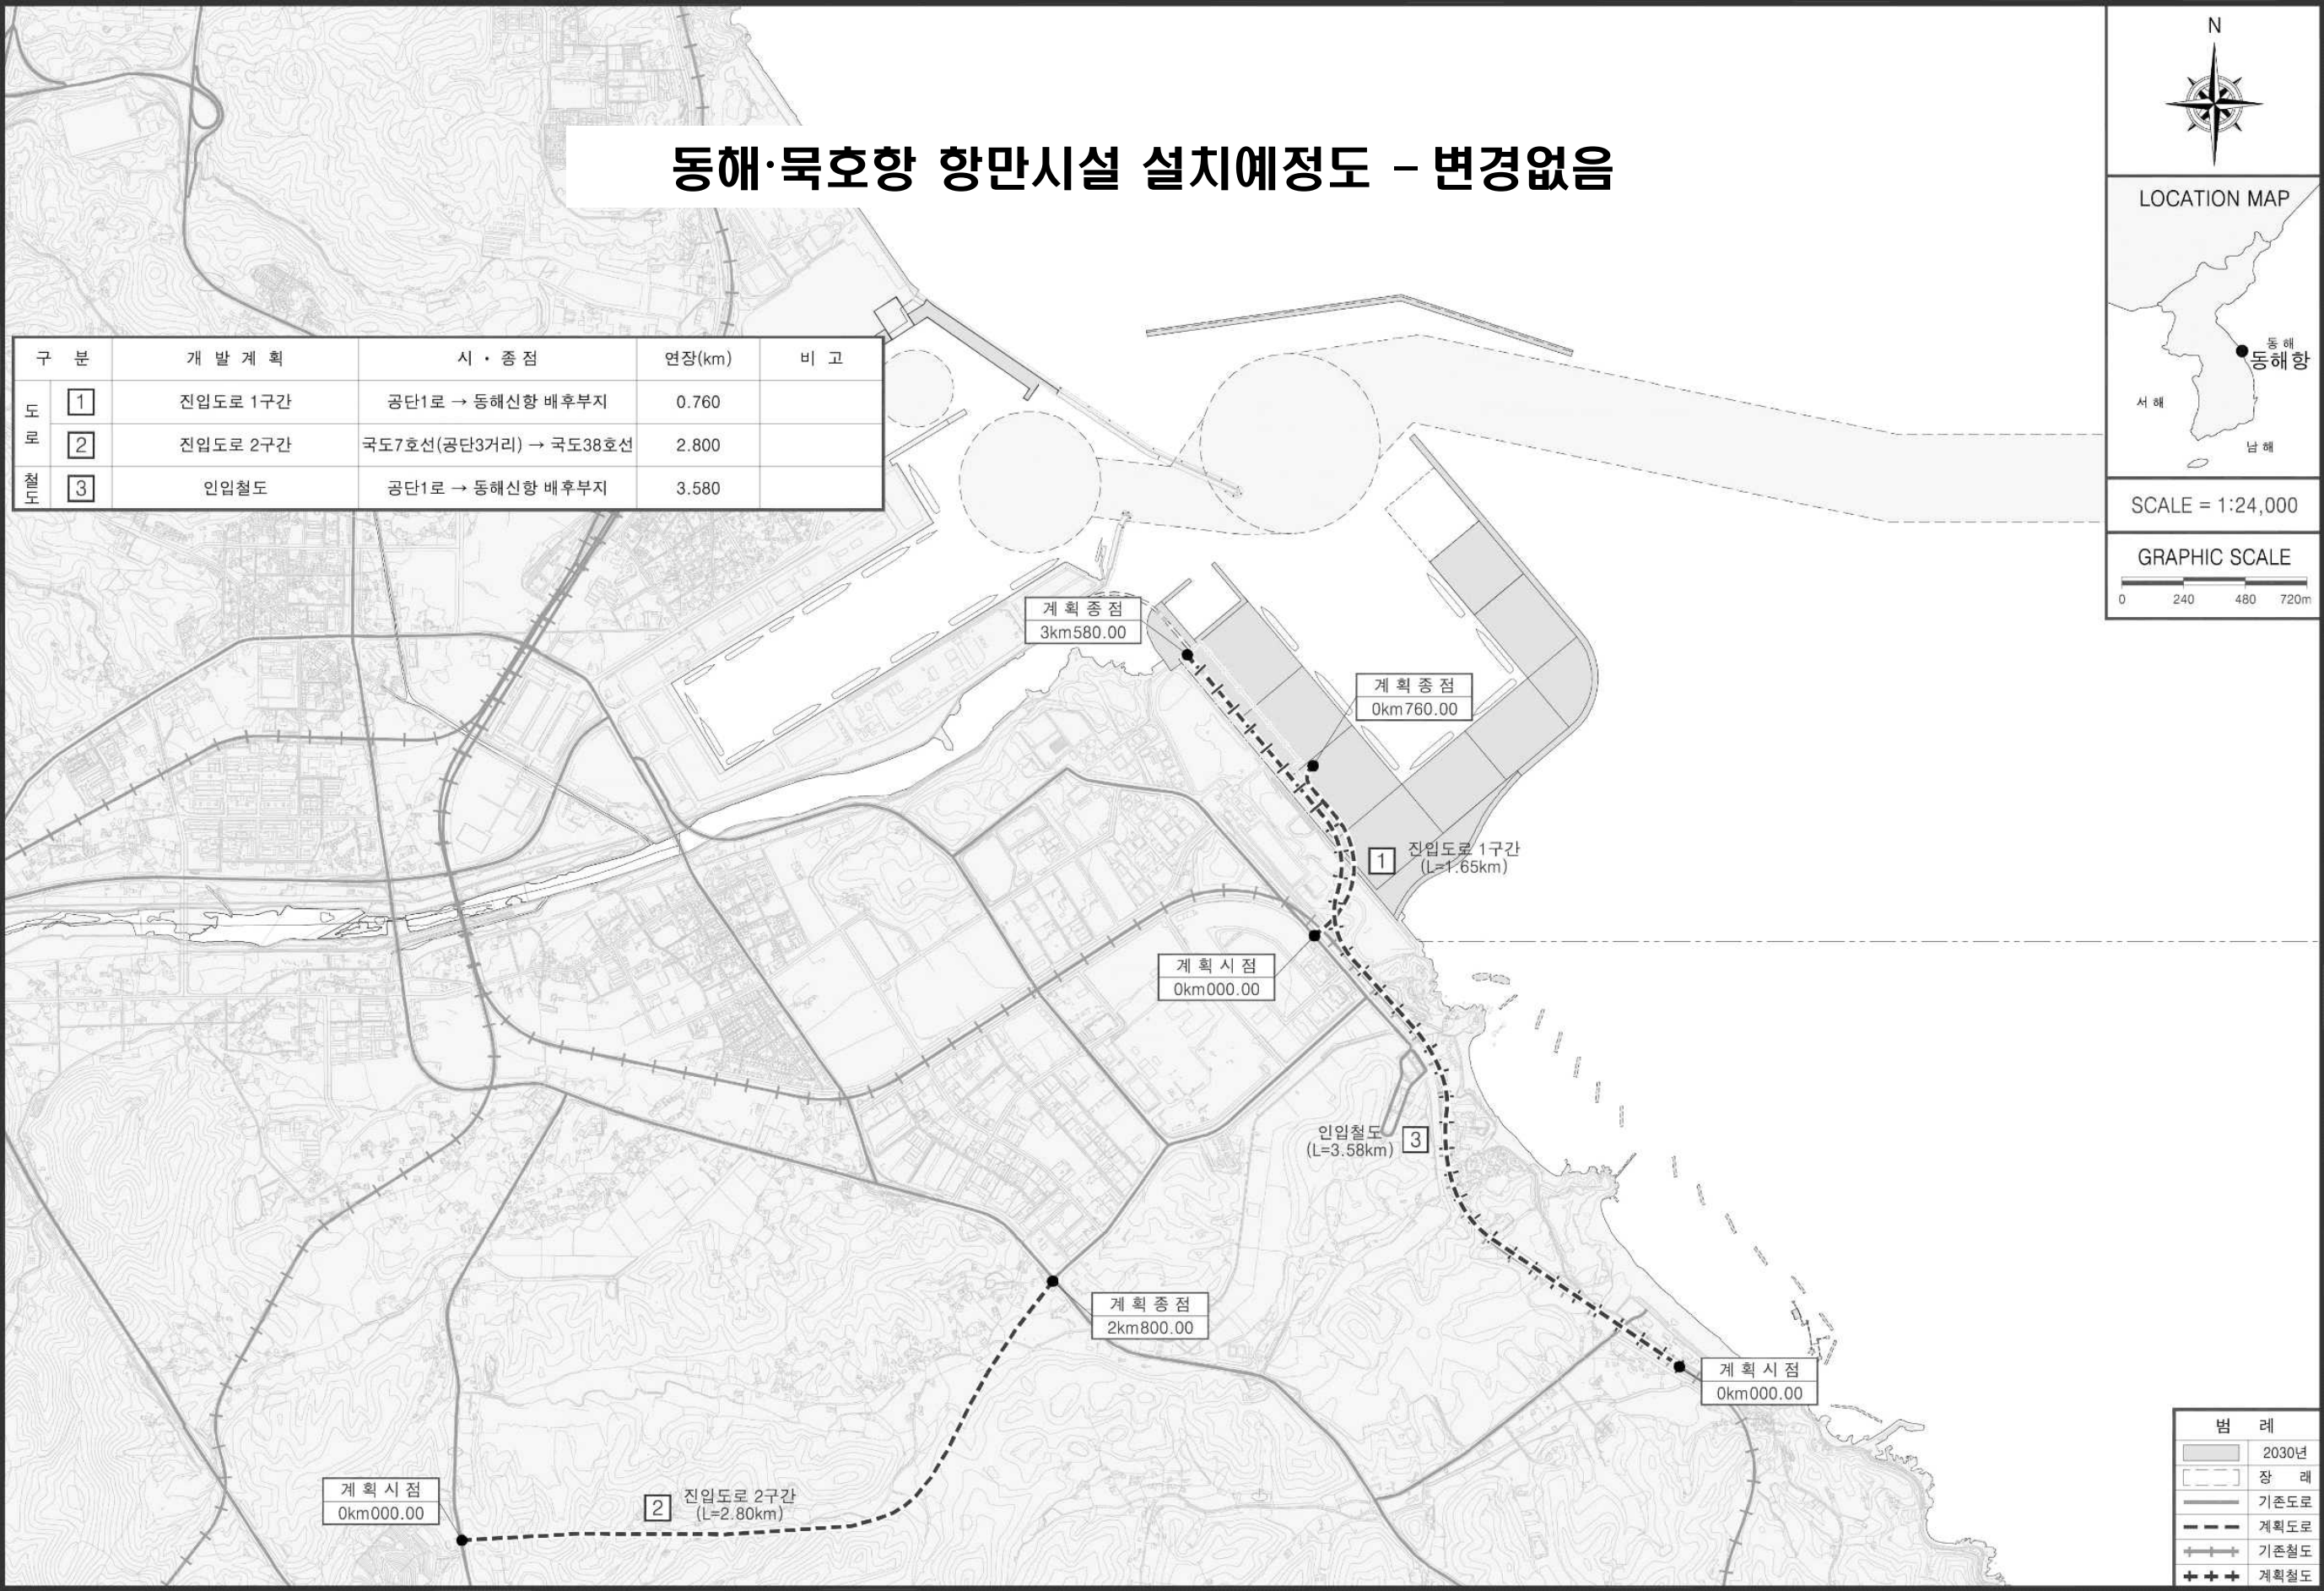 동해·묵호항 항만시설 설치예정도 – 변경없음
N
LOCATION MAP
동 해
동해항
서 해
남 해
SCALE = 1:24,000
GRAPHIC SCALE
0 240 480 720m
구 분 개 발 계 획 시 · 종 점 연장(km) 비 고
도로 1 진입도로 1구간 공단1로 → 동해신항 배후부지 0.760
2 진입도로 2구간 국도7호선(공단3거리) → 국도38호선 2.800
철도 3 인입철도 공단1로 → 동해신항 배후부지 3.580
계 획 종 점
3km580.00
계 획 종 점
0km760.00
1 진입도로 1구간
(L=1.65km)
계 획 시 점
0km000.00
인입철도 3
(L=3.58km)
계 획 종 점
2km800.00
계 획 시 점
0km000.00
계 획 시 점
0km000.00
2 진입도로 2구간
(L=2.80km)
범 례
2030년
장 래
기존도로
계획도로
기존철도
계획철도